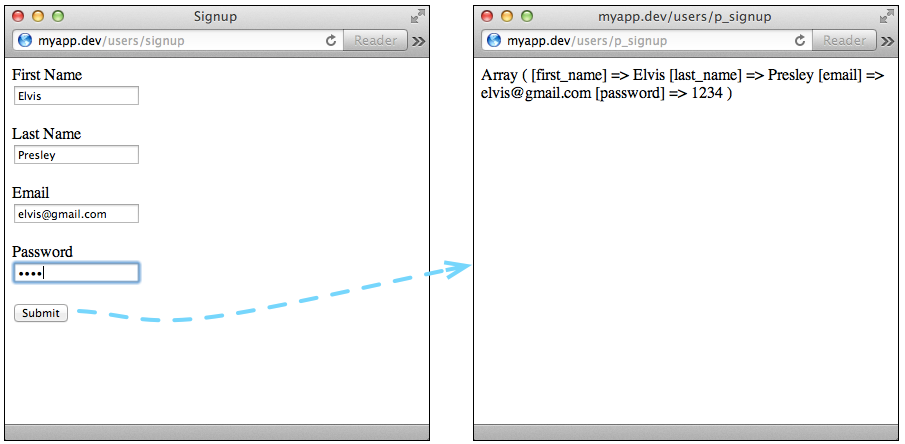 Signup
myapp.dev/users/signup
Reader
First Name
Elvis
Last Name
Presley
Email
elvis@gmail.com
Password
••••
Submit
myapp.dev/users/p_signup
myapp.dev/users/p_signup
Reader
Array ( [first_name] => Elvis [last_name] => Presley [email] =>
elvis@gmail.com [password] => 1234 )